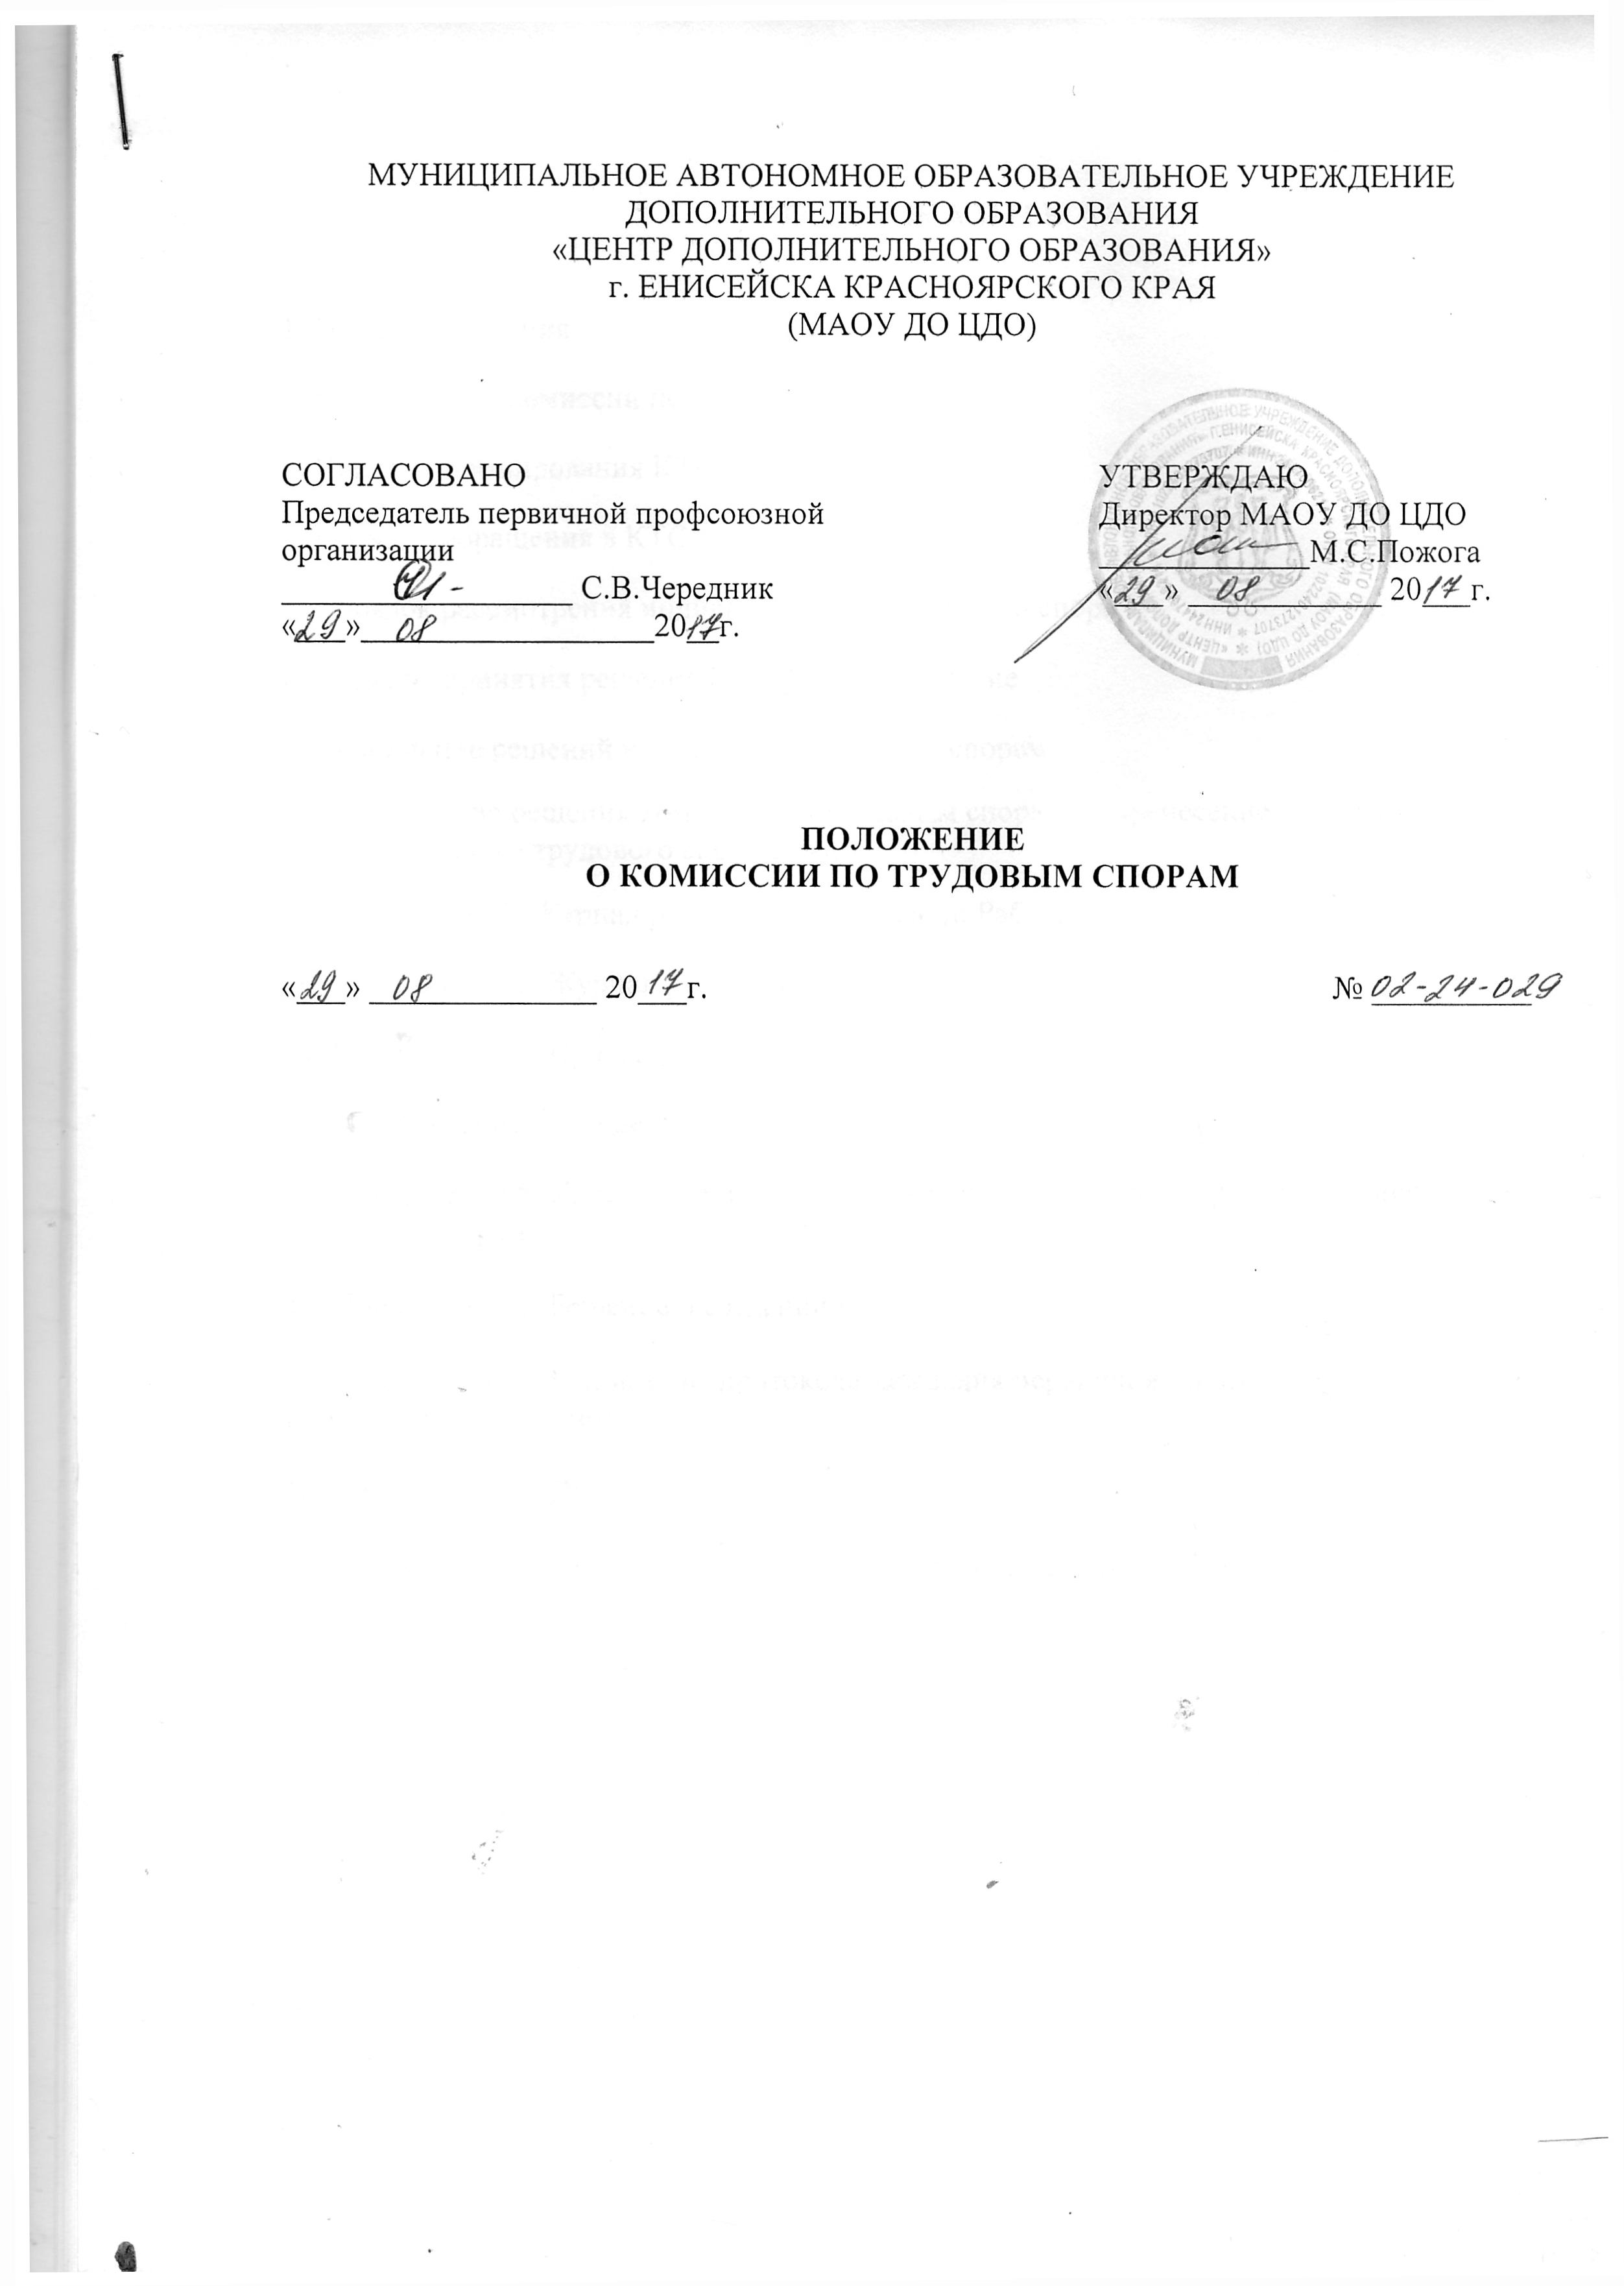 МУНИЦИПАЛЬНОЕ АВТОНОМНОЕ ОБРАЗОВАТЕЛЬНОЕ УЧРЕЖДЕНИЕ
ДОПОЛНИТЕЛЬНОГО ОБРАЗОВАНИЯ
«ЦЕНТР ДОПОЛНИТЕЛЬНОГО ОБРАЗОВАНИЯ»
г. ЕНИСЕЙСКА КРАСНОЯРСКОГО КРАЯ
(МАОУ ДО ЦДО)
СОГЛАСОВАНО
Председатель первичной профсоюзной
организации
С.В.Чередник
«29» 08 2017г.
УТВЕРЖДАЮ
Директор МАОУ ДО ЦДО
М.С.Пожога
«29» 08 2017г.
ПОЛОЖЕНИЕ
О КОМИССИИ ПО ТРУДОВЫМ СПОРАМ
«29» 08 2017г.
№ 02-24-029